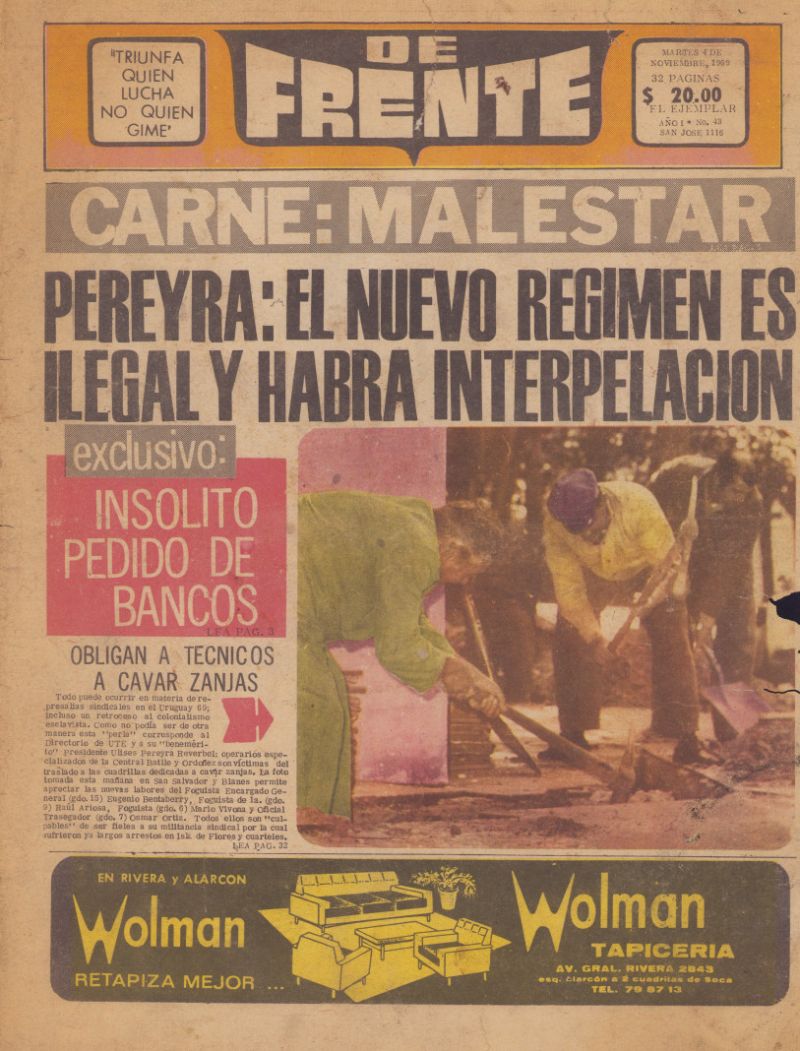 "TRIUNFA
QUIEN
LUCHA
NO QUIEN
GIME"
DE
FRENTE
MARTES 4 DE
NOVIEMBRE, 1969
32 PAGINAS
$ 20.00
EL EJEMPLAR
AÑO I * No. 43
SAN JOSE 1116
CARNE: MALESTAR
PEREYRA: EL NUEVO REGIMEN ES
ILEGAL Y HABRA INTERPELACION
exclusivo:
INSOLITO
PEDIDO DE
BANCOS
LEA PAG. 3
OBLIGAN A TECNICOS
A CAVAR ZANJAS
Todo puede ocurrir en materia de re-
presalias sindicales en el Uruguay 69;
incluso un retroceso al colonialismo
esclavista. Como no podía ser de otra
manera esta "perla" corresponde al
Directorio de UTE y a su "beneméri-
to" Presidente Ulises Pereyra Reverbel: operarios espe-
cializados de la Central Batlle y Ordoñez son víctimas del
traslado a las cuadrillas dedicadas a cavar zanjas. La foto
tomada esta mañana en San Salvador y Blanes permite
apreciar las nuevas labores del Foguista Encargado Ge-
neral (gdo. 15) Eugenio Bentaberry, Foguista de 1a. (gdo.
9) Raúl Ariosa, Foguista (gdo. 6) Mario Vivona y Oficial
Trasegador (gdo. 7) Osmar Ortiz. Todos ellos son "cul-
pables" de ser fieles a su militancia sindical por la cual
sufrieron ya largos arrestos en Isla de Flores y cuarteles.
LEA PAG. 32
EN RIVERA y ALARCON
Wolman
RETAPIZA MEJOR ...
Wolman
TAPICERIA
AV. GRAL. RIVERA 2843
esq. Alarcón a 2 cuadritas de Soca
TEL. 79 87 13